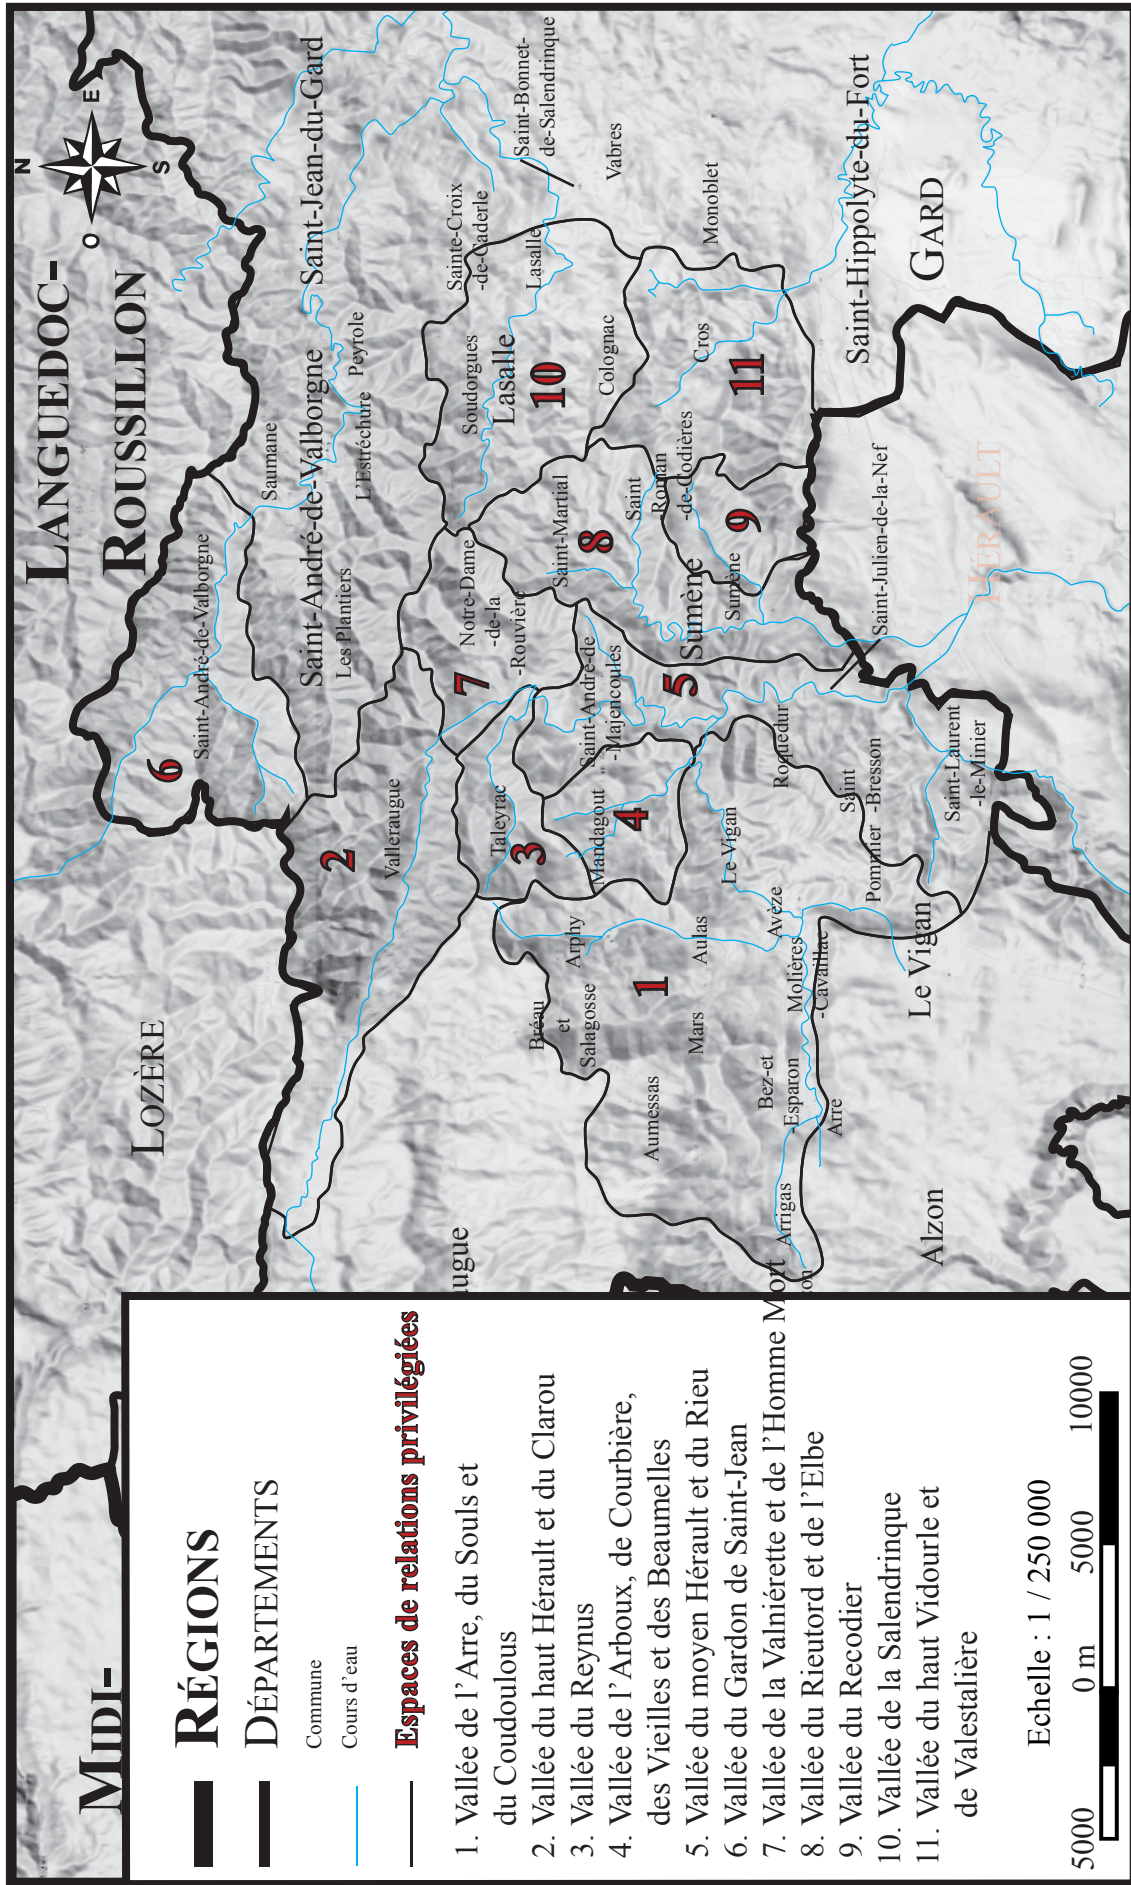 LANGUEDOC-
ROUSSILLON
N
E
S
O
LOZÈRE
MIDI-
GARD
HÉRAULT
Saint-Jean-du-Gard
Saint-André-de-Valborgne
Lasalle
Sumène
Saint-Hippolyte-du-Fort
Le Vigan
Alzon
augue
6
Saint-André-de-Valborgne
Saumane
Les Plantiers
L'Estréchure
Peyrole
2
Valleraugue
7
Notre-Dame
-de-la
-Rouvière
Soudorgues
Sainte-Croix
-de-Caderle
Lasalle
Saint-Bonnet-
de-Salendrinque
Vabres
10
Colognac
Monoblet
Taleyrac
3
Mandagout
4
Saint-André-de
-Majencoules
5
Saint-Martial
8
Saint
Roman
-de-Codières
9
Sumène
Cros
11
Saint-Julien-de-la-Nef
Bréau
et
Salagosse
Arphy
1
Aulas
Mars
Aumessas
Le Vigan
Avèze
Molières
-Cavaillac
Bez-et
-Esparon
Arre
Arrigas
on
Roquedur
Saint
-Bresson
Pommier
Saint-Laurent
-le-Minier
RÉGIONS
DÉPARTEMENTS
Commune
Cours d'eau
Espaces de relations privilégiées
1. Vallée de l'Arre, du Souls et
du Coudoulous
2. Vallée du haut Hérault et du Clarou
3. Vallée du Reynus
4. Vallée de l'Arboux, de Courbière,
des Vieilles et des Beaumelles
5. Vallée du moyen Hérault et du Rieu
6. Vallée du Gardon de Saint-Jean
7. Vallée de la Valniérette et de l'Homme Mort
8. Vallée du Rieutord et de l'Elbe
9. Vallée du Recodier
10. Vallée de la Salendrinque
11. Vallée du haut Vidourle et
de Valestalière
Echelle : 1 / 250 000
5000 0 m 5000 10000